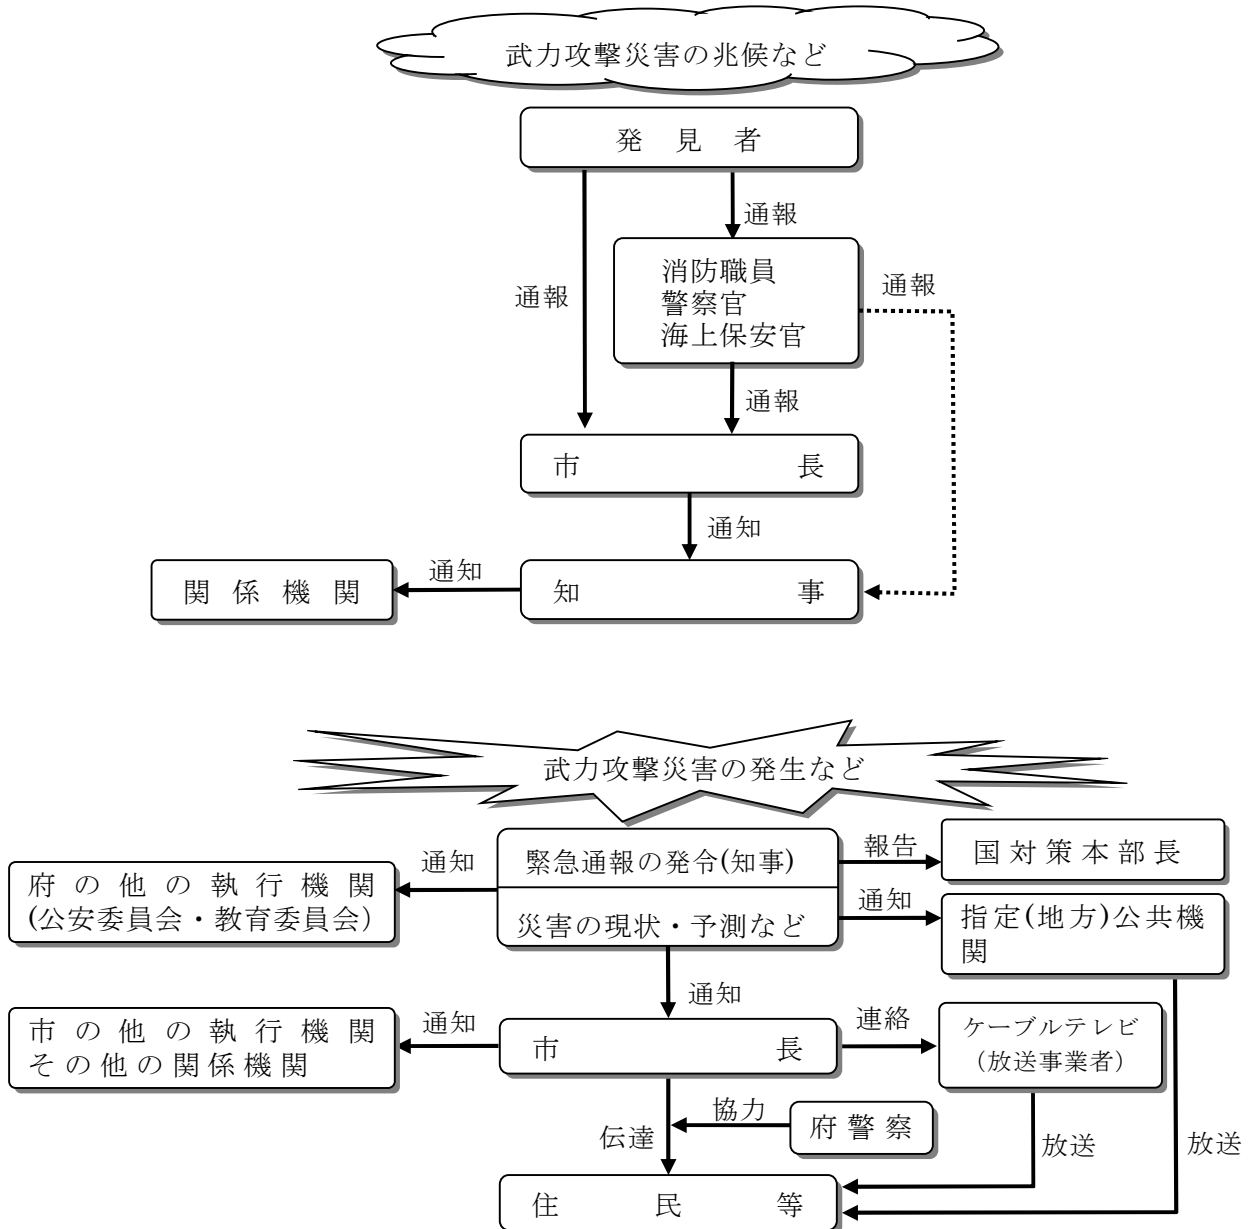 武力攻撃災害の兆候など
発見者
通報
消防職員
警察官
海上保安官
通報
通報
通報
市長
通知
関係機関
通知
知事
武力攻撃災害の発生など
緊急通報の発令(知事)
災害の現状・予測など
報告
国対策本部長
通知
府の他の執行機関
(公安委員会・教育委員会)
通知
指定(地方)公共機
関
通知
市の他の執行機関
その他の関係機関
通知
市長
連絡
ケーブルテレビ
(放送事業者)
協力
府警察
伝達
放送
放送
住民等